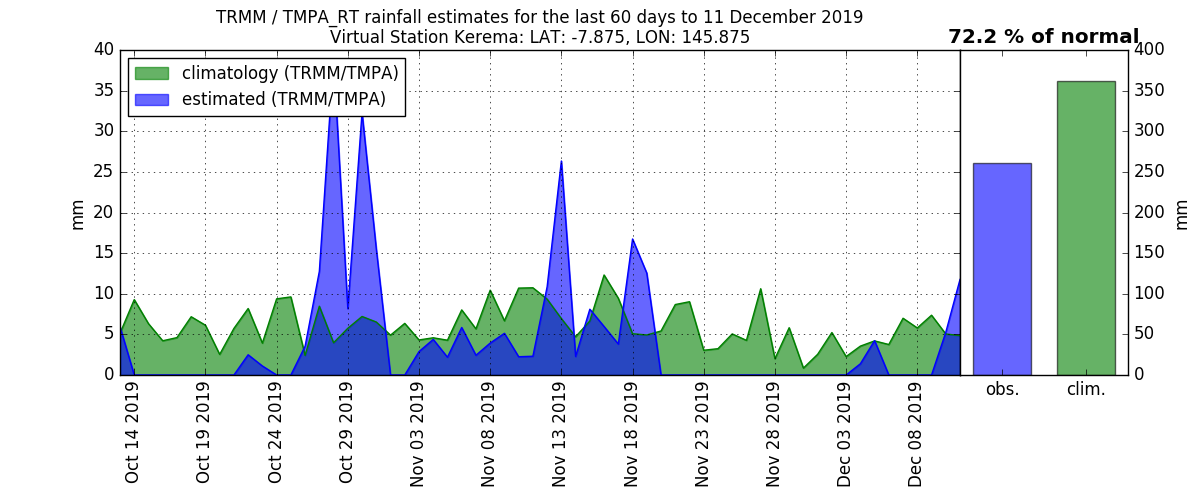 TRMM / TMPA_RT rainfall estimates for the last 60 days to 11 December 2019
Virtual Station Kerema: LAT: -7.875, LON: 145.875
72.2 % of normal
climatology (TRMM/TMPA)
estimated (TRMM/TMPA)
40
35
30
25
20
15
10
5
0
mm
Oct 14 2019
Oct 19 2019
Oct 24 2019
Oct 29 2019
Nov 03 2019
Nov 08 2019
Nov 13 2019
Nov 18 2019
Nov 23 2019
Nov 28 2019
Dec 03 2019
Dec 08 2019
obs.
clim.
400
350
300
250
200
150
100
50
0
mm